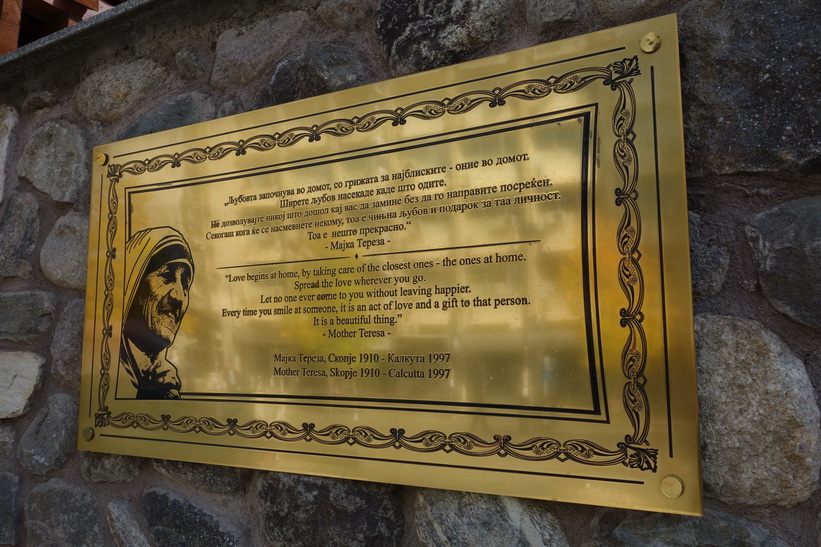 „Љубовта започнува во домот, со грижата за најблиските - оние во домот.
Ширете љубов насекаде каде што одите.
Не дозволувајте никој што дошол кај вас да замине без да го направите посреќен.
Секогаш кога ќе се насмевнете некому, тоа е чин на љубов и подарок за таа личност.
Тоа е нешто прекрасно.“
- Мајка Тереза -
"Love begins at home, by taking care of the closest ones - the ones at home.
Spread the love wherever you go.
Let no one ever come to you without leaving happier.
Every time you smile at someone, it is an act of love and a gift to that person.
It is a beautiful thing."
- Mother Teresa -
Мајка Тереза, Скопје 1910 - Калкута 1997
Mother Teresa, Skopje 1910 - Calcutta 1997